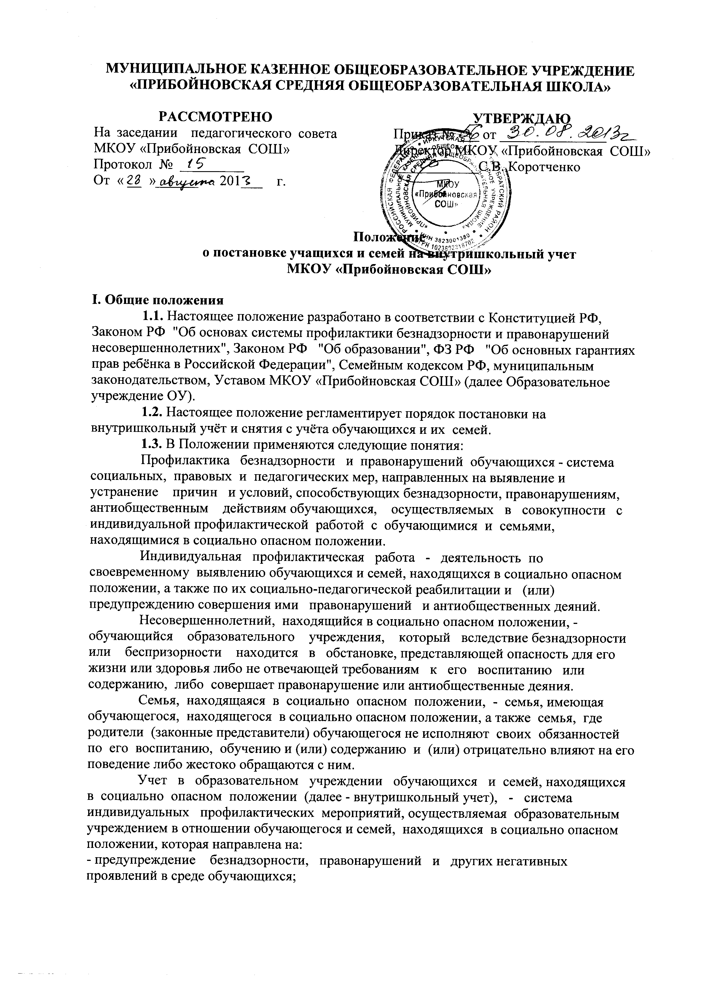 МУНИЦИПАЛЬНОЕ КАЗЕННОЕ ОБЩЕОБРАЗОВАТЕЛЬНОЕ УЧРЕЖДЕНИЕ
«ПРИБОЙНОВСКАЯ СРЕДНЯЯ ОБЩЕОБРАЗОВАТЕЛЬНАЯ ШКОЛА»
РАССМОТРЕНО
На заседании педагогического совета
МКОУ «Прибойновская СОШ»
Протокол № 15
От «28» августа 2013 г.
УТВЕРЖДАЮ
Приказ № 56 от 30.08.2013г
Директор МКОУ «Прибойновская СОШ»
С.В. Коротченко
РОССИЙСКАЯ ФЕДЕРАЦИЯ • ИРКУТСКАЯ БРАТСКИЙ РАЙОН
МУНИЦИПАЛЬНОЕ КАЗЕННОЕ ОБЩЕОБРАЗОВАТЕЛЬНОЕ УЧРЕЖДЕНИЕ
«ПРИБОЙНОВСКАЯ СРЕДНЯЯ ОБЩЕОБРАЗОВАТЕЛЬНАЯ ШКОЛА»
МКОУ
«Прибойновская
СОШ»
ИНН 3823001380
ОГРН
Положение
о постановке учащихся и семей на внутришкольный учет
МКОУ «Прибойновская СОШ»
I. Общие положения
1.1. Настоящее положение разработано в соответствии с Конституцией РФ,
Законом РФ "Об основах системы профилактики безнадзорности и правонарушений
несовершеннолетних", Законом РФ "Об образовании", ФЗ РФ "Об основных гарантиях
прав ребёнка в Российской Федерации", Семейным кодексом РФ, муниципальным
законодательством, Уставом МКОУ «Прибойновская СОШ» (далее Образовательное
учреждение ОУ).
1.2. Настоящее положение регламентирует порядок постановки на
внутришкольный учёт и снятия с учёта обучающихся и их семей.
1.3. В Положении применяются следующие понятия:
Профилактика безнадзорности и правонарушений обучающихся - система
социальных, правовых и педагогических мер, направленных на выявление и
устранение причин и условий, способствующих безнадзорности, правонарушениям,
антиобщественным действиям обучающихся, осуществляемых в совокупности с
индивидуальной профилактической работой с обучающимися и семьями,
находящимися в социально опасном положении.
Индивидуальная профилактическая работа - деятельность по
своевременному выявлению обучающихся и семей, находящихся в социально опасном
положении, а также по их социально-педагогической реабилитации и (или)
предупреждению совершения ими правонарушений и антиобщественных деяний.
Несовершеннолетний, находящийся в социально опасном положении, -
обучающийся образовательного учреждения, который вследствие безнадзорности
или беспризорности находится в обстановке, представляющей опасность для его
жизни или здоровья либо не отвечающей требованиям к его воспитанию или
содержанию, либо совершает правонарушение или антиобщественные деяния.
Семья, находящаяся в социально опасном положении, - семья, имеющая
обучающегося, находящегося в социально опасном положении, а также семья, где
родители (законные представители) обучающегося не исполняют своих обязанностей
по его воспитанию, обучению и (или) содержанию и (или) отрицательно влияют на его
поведение либо жестоко обращаются с ним.
Учет в образовательном учреждении обучающихся и семей, находящихся
в социально опасном положении (далее - внутришкольный учет), - система
индивидуальных профилактических мероприятий, осуществляемая образовательным
учреждением в отношении обучающегося и семей, находящихся в социально опасном
положении, которая направлена на:
- предупреждение безнадзорности, правонарушений и других негативных
проявлений в среде обучающихся;